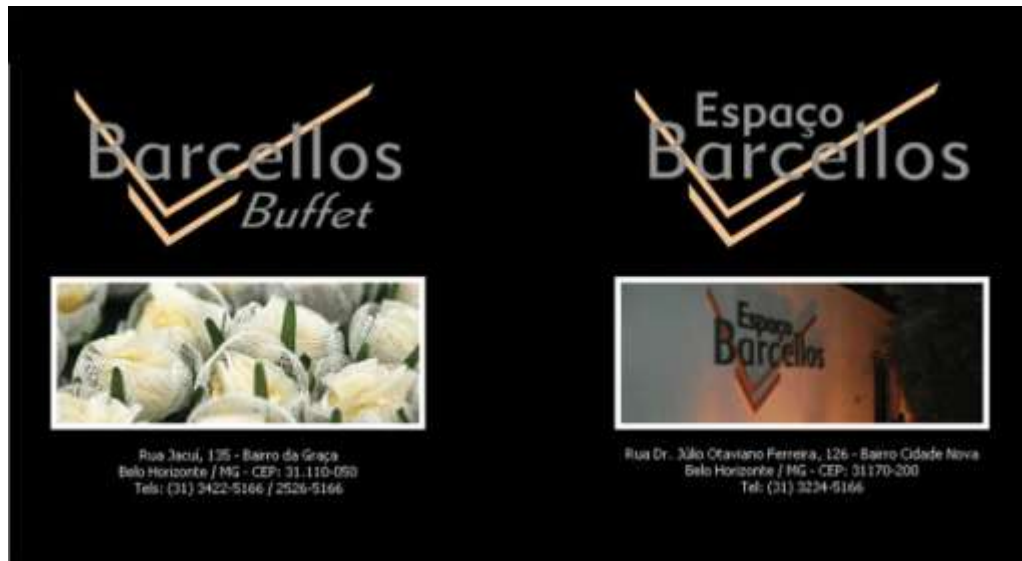 Barcellos
Buffet
Rua Jacuí, 135 - Bairro da Graça
Belo Horizonte / MG - CEP: 31.110-050
Tels: (31) 3422-5166 / 2526-5166
Espaço
Barcellos
Espaço
Barcellos
Rua Dr. Júlio Otaviano Ferreira, 126 - Bairro Cidade Nova
Belo Horizonte / MG - CEP: 31170-200
Tel: (31) 3234-5166